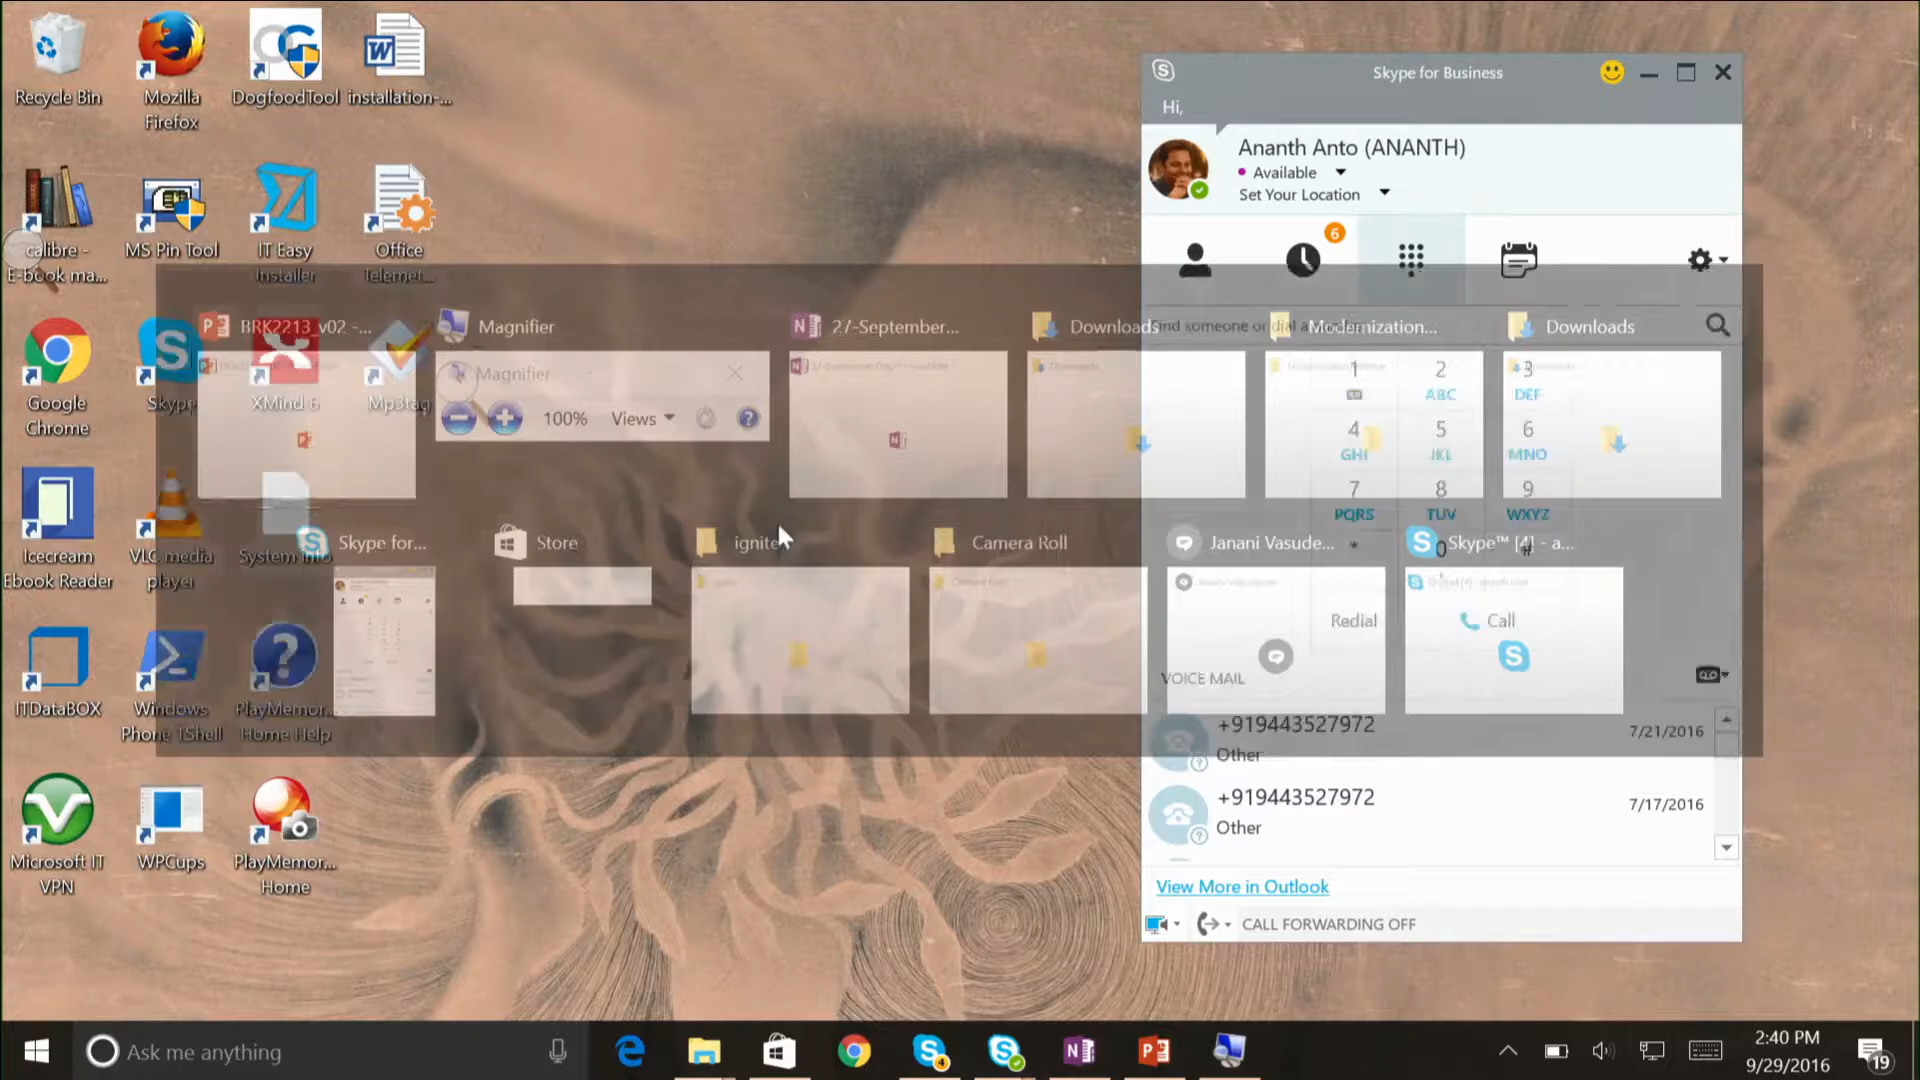 Recycle Bin
Mozilla
Firefox
DogfoodTool
installation-...
calibre -
E-book ma...
MS Pin Tool
IT Easy
Installer
Office
Telemet...
Google
Chrome
Skype
XMind 6
Mp3tag
Icecream
Ebook Reader
VLC media
player
System Info
ITDataBOX
Windows
Phone TShell
PlayMemor...
Home Help
Microsoft IT
VPN
WPCups
PlayMemor...
Home
Skype for Business
Hi,
Ananth Anto (ANANTH)
Available
Set Your Location
6
BRK2213_v02 -...
Magnifier
27-September...
Downloads
Find someone or dial a
Modernization...
Downloads
Magnifier
100%
Views
1
2
ABC
3
DEF
4
GHI
5
JKL
6
MNO
7
PQRS
8
TUV
9
WXYZ
*
0
#
Skype for...
Store
ignite
Camera Roll
Janani Vasude...
Skype™ [4] - a...
Redial
Call
VOICE MAIL
+919443527972
Other
7/21/2016
+919443527972
Other
7/17/2016
View More in Outlook
CALL FORWARDING OFF
Ask me anything
4
2:40 PM
9/29/2016
19